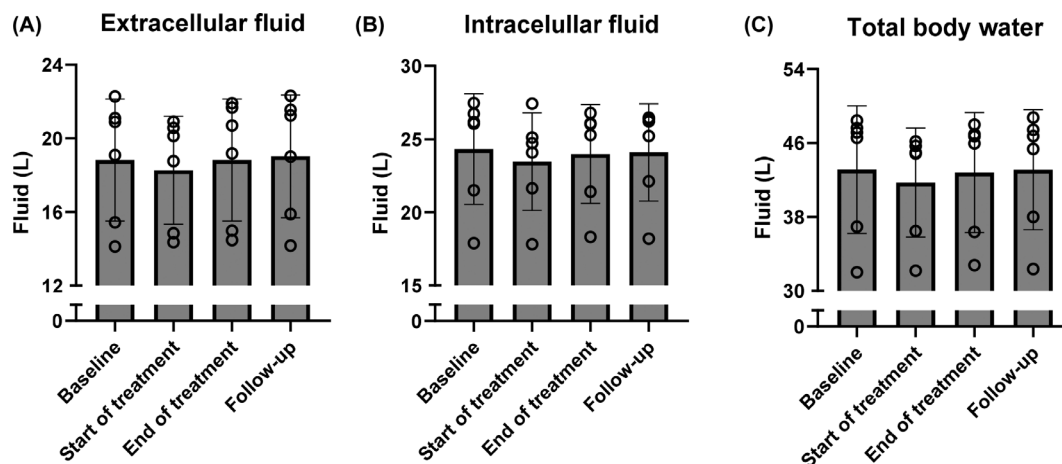 (A) Extracellular fluid
Fluid (L)
24
20
16
12
0
Baseline
Start of treatment
End of treatment
Follow-up
(B) Intracelullar fluid
Fluid (L)
30
25
20
15
0
Baseline
Start of treatment
End of treatment
Follow-up
(C) Total body water
Fluid (L)
54
46
38
30
0
Baseline
Start of treatment
End of treatment
Follow-up